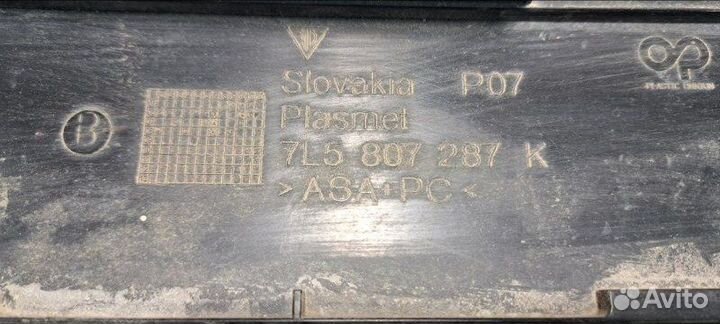 Slovakia P07
Plasmet
B
7L5 807 287 K
>ASA+PC<
Avito